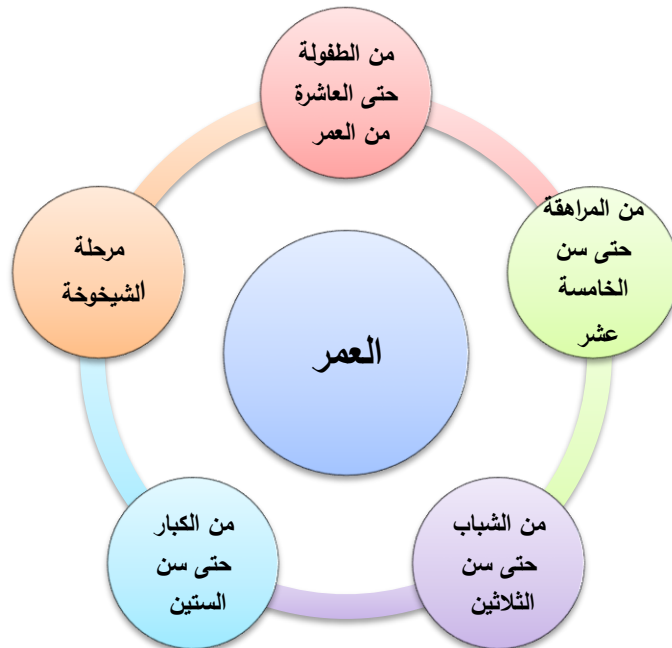 من الطفولة
حتى العاشرة
من العمر
من المراهقة
حتى سن
الخامسة
عشر
من الشباب
حتى سن
الثلاثين
من الكبار
حتى سن
الستين
مرحلة
الشيخوخة
العمر